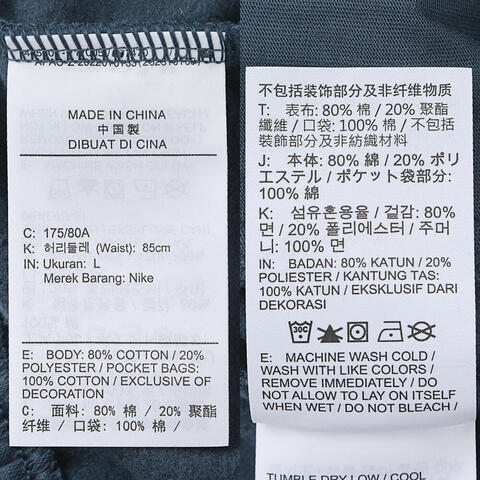 MADE IN CHINA
中国製
DIBUAT DI CINA
C: 175/80A
K: 허리둘레 (Waist): 85cm
IN: Ukuran: L
Merek Barang: Nike
E: BODY: 80% COTTON / 20%
POLYESTER / POCKET BAGS:
100% COTTON / EXCLUSIVE OF
DECORATION
C: 面料: 80% 棉 / 20% 聚酯
纤维 / 口袋: 100% 棉 /
不包括装饰部分及非纤维物质
T: 表布: 80% 棉 / 20% 聚酯
纖維 / 口袋: 100% 棉 / 不包括
裝飾部分及非紡織材料
J: 本体: 80% 綿 / 20% ポリ
エステル / ポケット袋部分:
100% 綿
K: 섬유혼용율 / 겉감: 80%
면 / 20% 폴리에스터 / 주머
니: 100% 면
IN: BADAN: 80% KATUN / 20%
POLIESTER / KANTUNG TAS:
100% KATUN / EKSKLUSIF DARI
DEKORASI
E: MACHINE WASH COLD /
WASH WITH LIKE COLORS /
REMOVE IMMEDIATELY / DO
NOT ALLOW TO LAY ON ITSELF
WHEN WET / DO NOT BLEACH /
TUMBLE DRY LOW / COOL